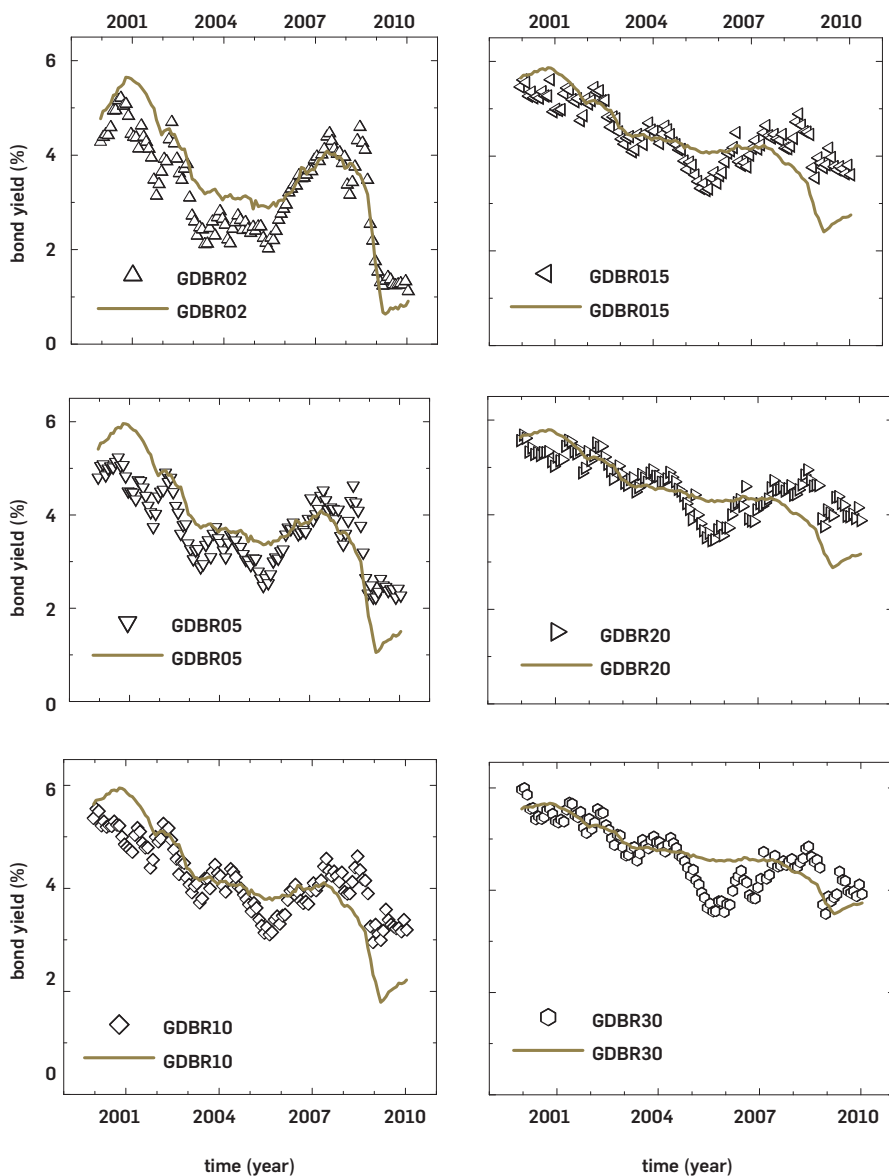 2001 2004 2007 2010
2001 2004 2007 2010
bond yield (%)
6
4
2
0
GDBR02
GDBR02
GDBR015
GDBR015
bond yield (%)
6
4
2
0
GDBR05
GDBR05
GDBR20
GDBR20
bond yield (%)
6
4
2
0
GDBR10
GDBR10
GDBR30
GDBR30
2001 2004 2007 2010
2001 2004 2007 2010
time (year)
time (year)